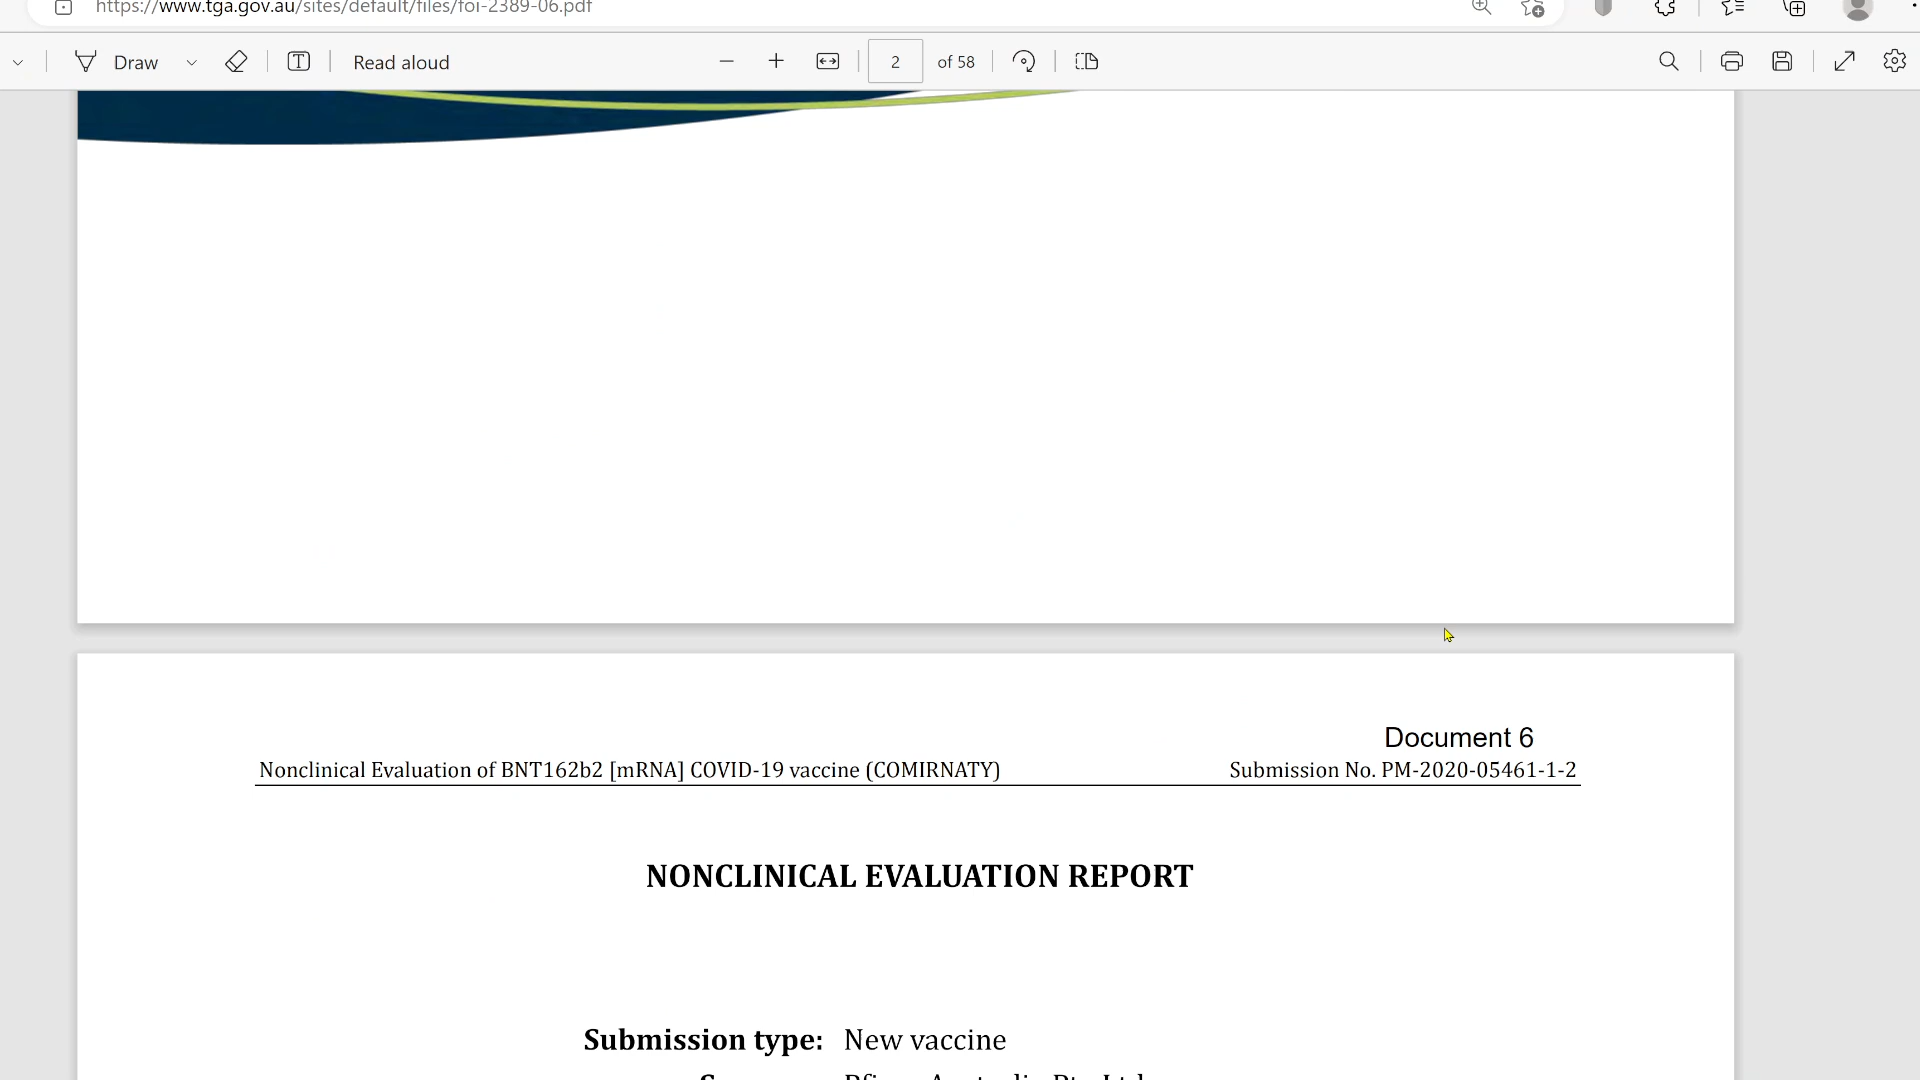 https://www.tga.gov.au/sites/default/files/foi-2389-06.pdf
Draw
Read aloud
2
of 58
Document 6
Nonclinical Evaluation of BNT162b2 [mRNA] COVID-19 vaccine (COMIRNATY)
Submission No. PM-2020-05461-1-2
NONCLINICAL EVALUATION REPORT
Submission type: New vaccine